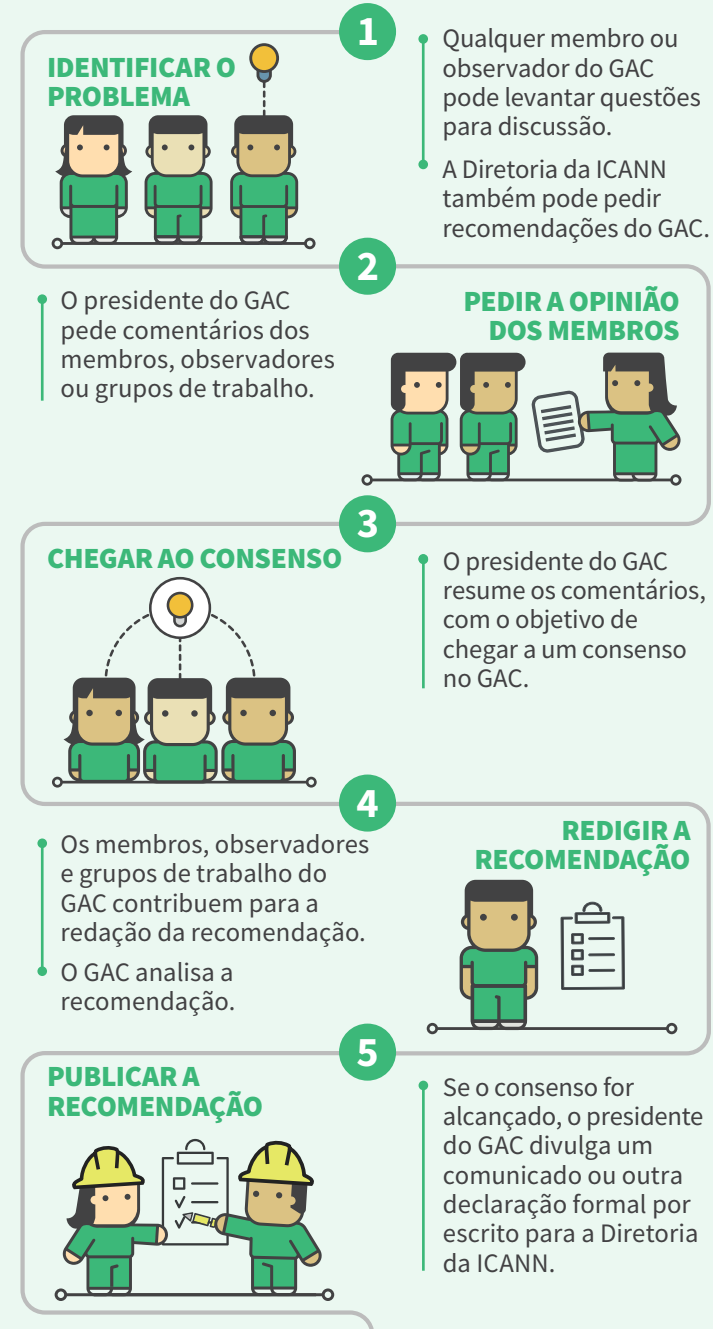 1
IDENTIFICAR O
PROBLEMA
Qualquer membro ou
observador do GAC
pode levantar questões
para discussão.
A Diretoria da ICANN
também pode pedir
recomendações do GAC.
2
PEDIR A OPINIÃO
DOS MEMBROS
O presidente do GAC
pede comentários dos
membros, observadores
ou grupos de trabalho.
3
CHEGAR AO CONSENSO
O presidente do GAC
resume os comentários,
com o objetivo de
chegar a um consenso
no GAC.
4
REDIGIR A
RECOMENDAÇÃO
Os membros, observadores
e grupos de trabalho do
GAC contribuem para a
redação da recomendação.
O GAC analisa a
recomendação.
5
PUBLICAR A
RECOMENDAÇÃO
Se o consenso for
alcançado, o presidente
do GAC divulga um
comunicado ou outra
declaração formal por
escrito para a Diretoria
da ICANN.